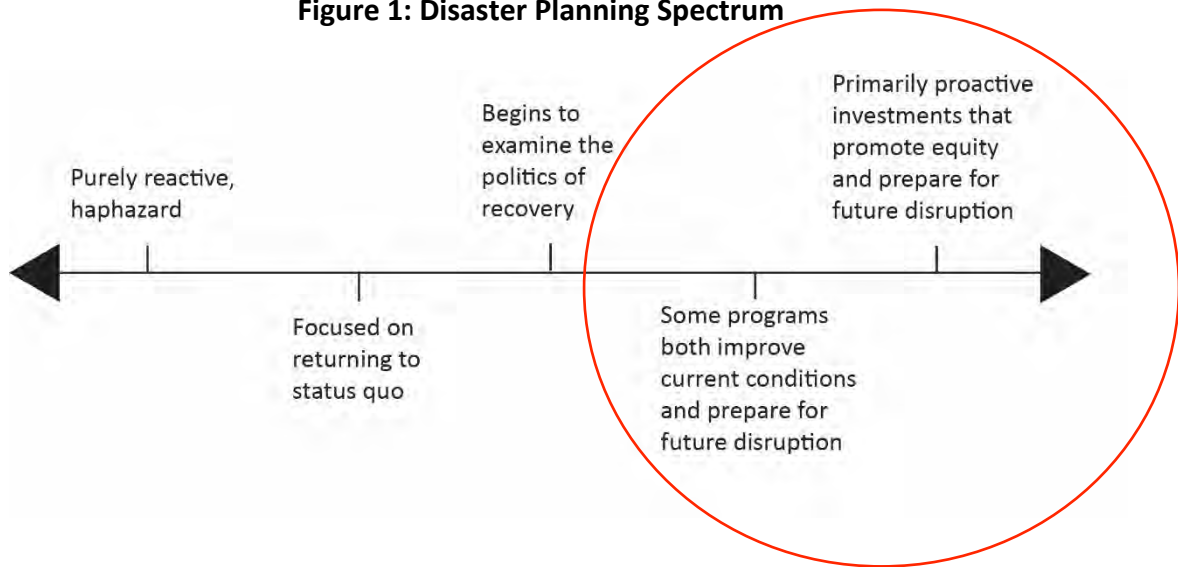 Figure 1: Disaster Planning Spectrum
Purely reactive,
haphazard
Focused on
returning to
status quo
Begins to
examine the
politics of
recovery
Some programs
both improve
current conditions
and prepare for
future disruption
Primarily proactive
investments that
promote equity
and prepare for
future disruption